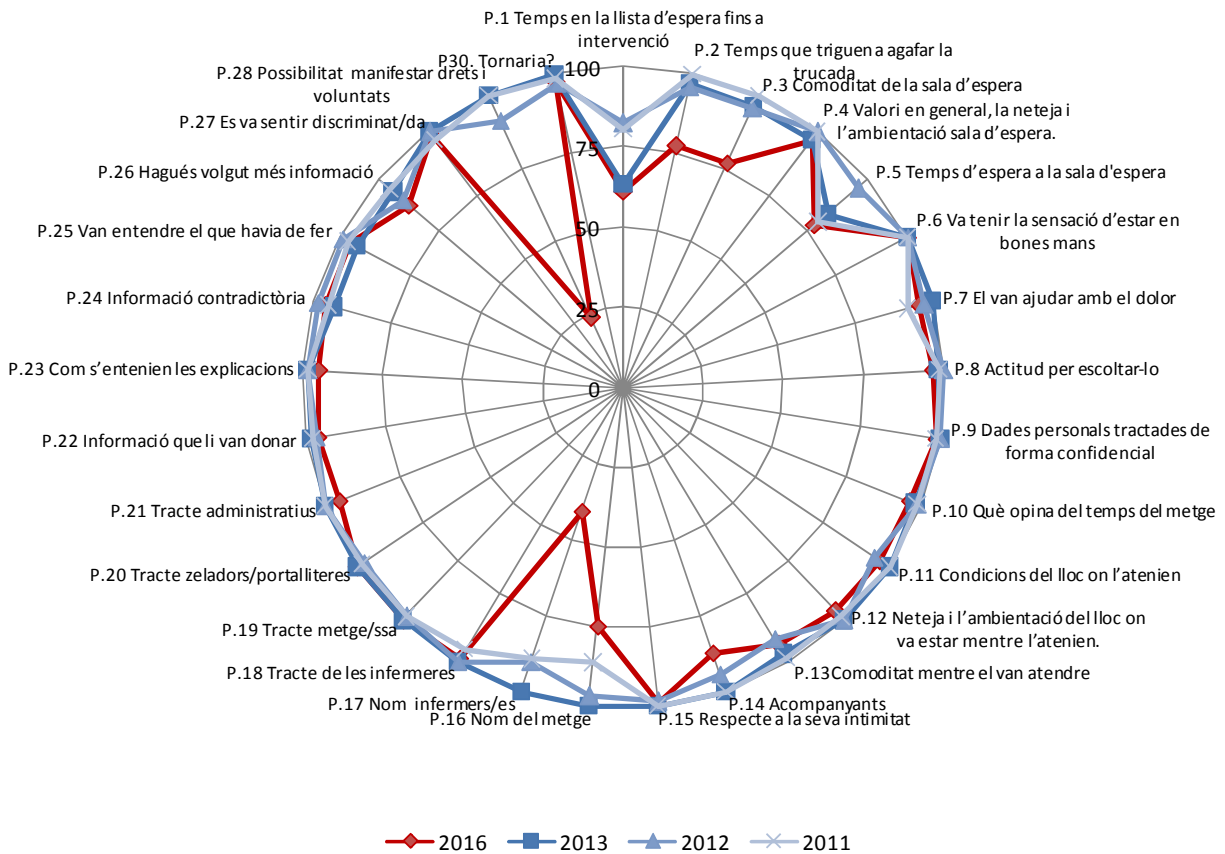 P.1 Temps en la llista d’espera fins a
intervenció
P.2 Temps que triguen a agafar la
trucada
P.3 Comoditat de la sala d’espera
P.4 Valori en general, la neteja i
l’ambientació sala d’espera.
P.5 Temps d’espera a la sala d'espera
P.6 Va tenir la sensació d’estar en
bones mans
P.7 El van ajudar amb el dolor
P.8 Actitud per escoltar-lo
P.9 Dades personals tractades de
forma confidencial
P.10 Què opina del temps del metge
P.11 Condicions del lloc on l’atenien
P.12 Neteja i l’ambientació del lloc on
va estar mentre l’atenien.
P.13Comoditat mentre el van atendre
P.14 Acompanyants
P.15 Respecte a la seva intimitat
P.16 Nom del metge
P.17 Nom infermers/es
P.18 Tracte de les infermeres
P.19 Tracte metge/ssa
P.20 Tracte zeladors/portalliteres
P.21 Tracte administratius
P.22 Informació que li van donar
P.23 Com s’entenien les explicacions
P.24 Informació contradictòria
P.25 Van entendre el que havia de fer
P.26 Hagués volgut més informació
P.27 Es va sentir discriminat/da
P.28 Possibilitat manifestar drets i
voluntats
P30. Tornaria?
100
75
50
25
0
2016 2013 2012 2011